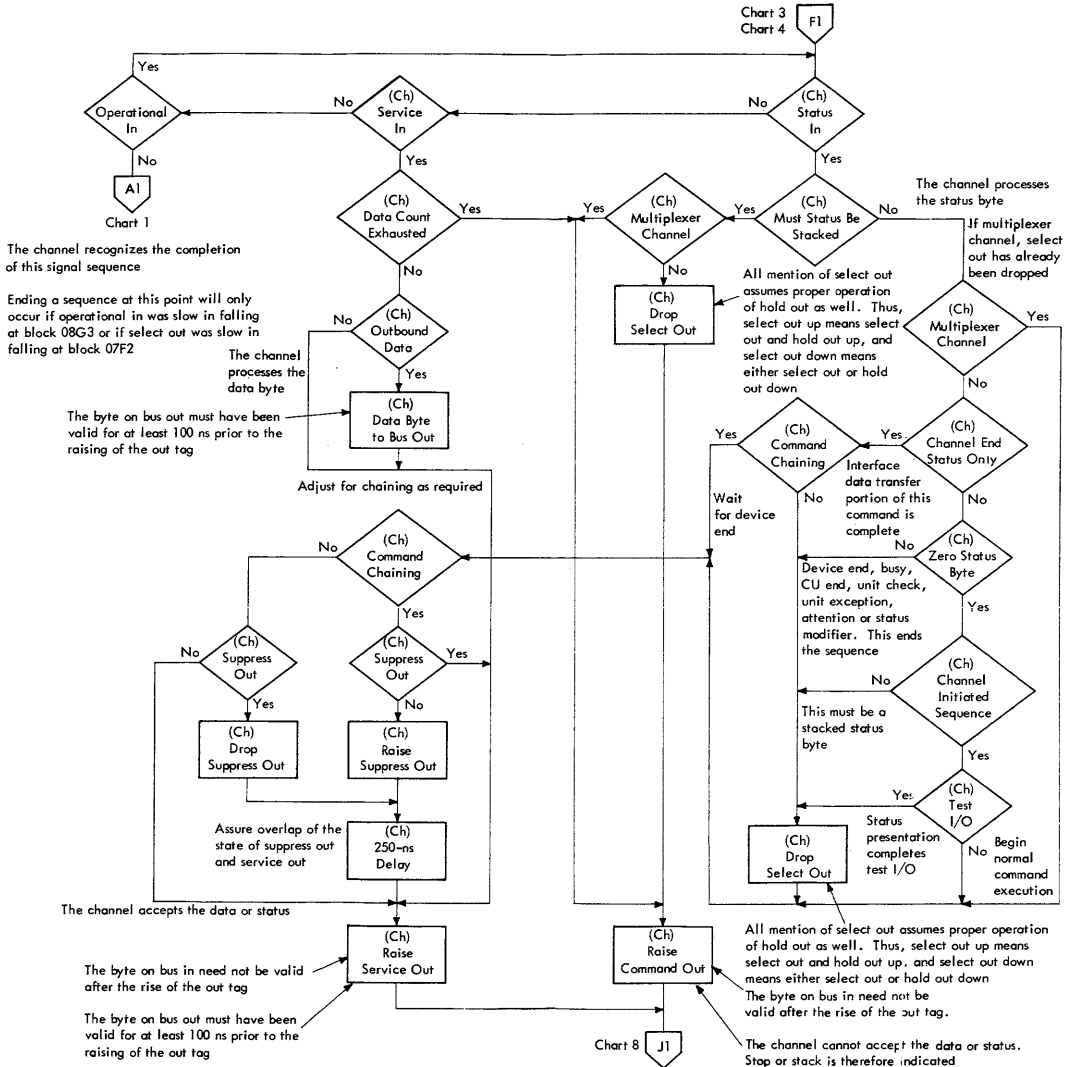 Chart 3
Chart 4
F1
Yes
Operational
In
No
A1
Chart 1
No
(Ch)
Service
In
Yes
No
(Ch)
Status
In
Yes
The channel recognizes the completion
of this signal sequence
Ending a sequence at this point will only
occur if operational in was slow in falling
at block 08G3 or if select out was slow in
falling at block 07F2
(Ch)
Data Count
Exhausted
Yes
No
Yes
(Ch)
Multiplexer
Channel
No
Yes
(Ch)
Must Status Be
Stacked
No
The channel processes
the status byte
If multiplexer
channel, select
out has already
been dropped
(Ch)
Drop
Select Out
All mention of select out
assumes proper operation
of hold out as well. Thus,
select out up means select
out and hold out up, and
select out down means
either select out or hold
out down
(Ch)
Multiplexer
Channel
Yes
No
(Ch)
Outbound
Data
Yes
The channel
processes the
data byte
(Ch)
Data Byte
to Bus Out
The byte on bus out must have been
valid for at least 100 ns prior to the
raising of the out tag
Adjust for chaining as required
Yes
(Ch)
Command
Chaining
No
Wait
for device
end
Yes
(Ch)
Channel End
Status Only
No
Interface
data transfer
portion of this
command is
complete
No
(Ch)
Zero Status
Byte
Yes
Device end, busy,
CU end, unit check,
unit exception,
attention or status
modifier. This ends
the sequence
No
(Ch)
Command
Chaining
Yes
No
(Ch)
Suppress
Out
Yes
(Ch)
Suppress
Out
Yes
No
No
(Ch)
Channel
Initiated
Sequence
Yes
This must be a
stacked status
byte
(Ch)
Drop
Suppress Out
(Ch)
Raise
Suppress Out
Yes
(Ch)
Test
I/O
No
Status
presentation
completes
test I/O
Begin
normal
command
execution
Assure overlap of the
state of suppress out
and service out
(Ch)
250-ns
Delay
(Ch)
Drop
Select Out
The channel accepts the data or status
(Ch)
Raise
Service Out
The byte on bus in need not be valid
after the rise of the out tag
The byte on bus out must have been
valid for at least 100 ns prior to the
raising of the out tag
(Ch)
Raise
Command Out
All mention of select out assumes proper operation
of hold out as well. Thus, select out up means
select out and hold out up, and select out down
means either select out or hold out down
The byte on bus in need not be
valid after the rise of the out tag.
Chart 8
J1
The channel cannot accept the data or status.
Stop or stack is therefore indicated